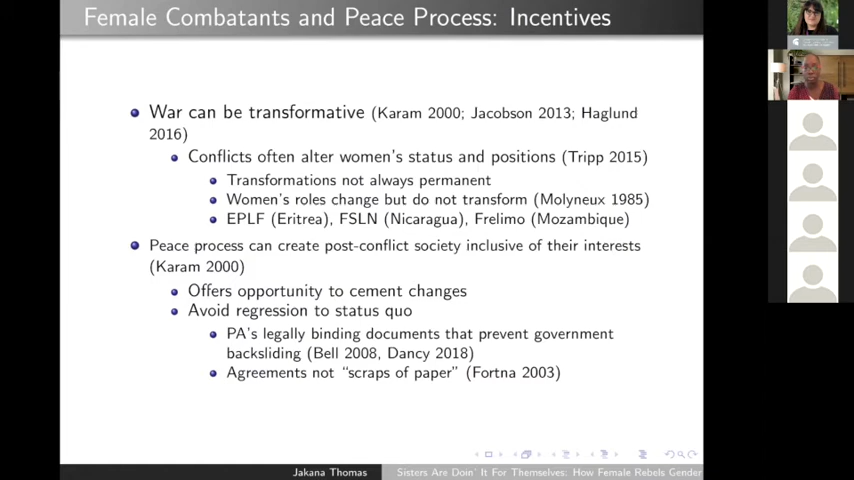 Female Combatants and Peace Process: Incentives
War can be transformative (Karam 2000; Jacobson 2013; Haglund
2016)
Conflicts often alter women's status and positions (Tripp 2015)
Transformations not always permanent
Women's roles change but do not transform (Molyneux 1985)
EPLF (Eritrea), FSLN (Nicaragua), Frelimo (Mozambique)
Peace process can create post-conflict society inclusive of their interests
(Karam 2000)
Offers opportunity to cement changes
Avoid regression to status quo
PA's legally binding documents that prevent government
backsliding (Bell 2008, Dancy 2018)
Agreements not “scraps of paper” (Fortna 2003)
Jakana Thomas
Sisters Are Doin' It For Themselves: How Female Rebels Gender